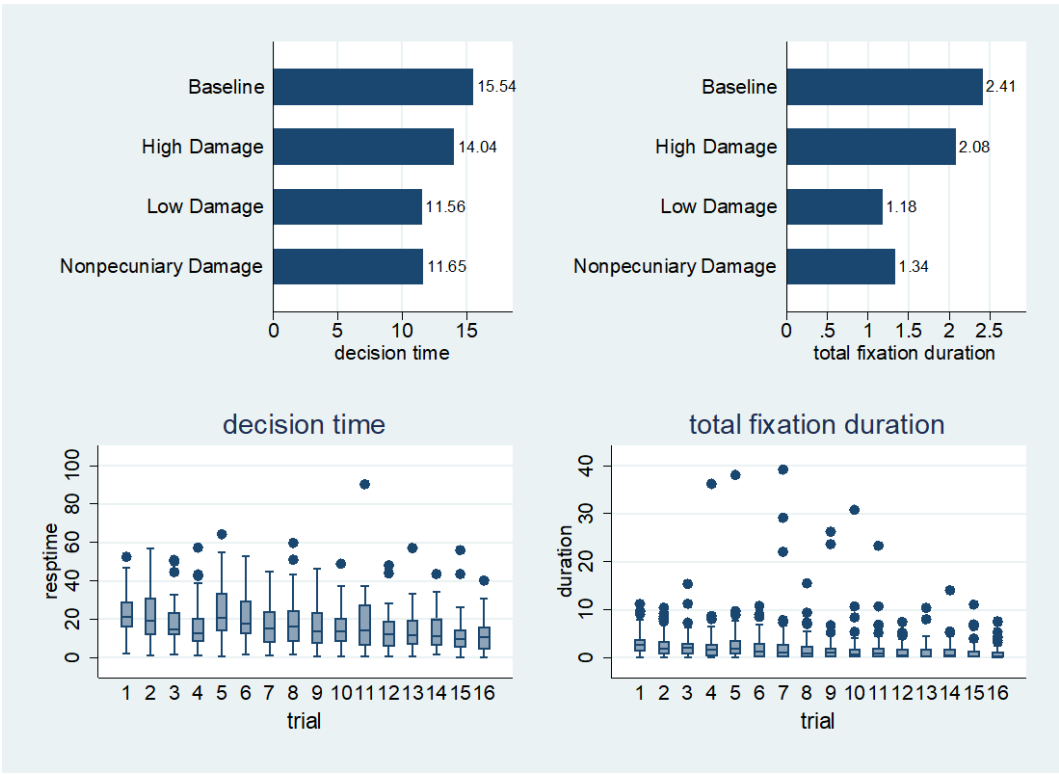 Baseline 15.54
High Damage 14.04
Low Damage 11.56
Nonpecuniary Damage 11.65
0 5 10 15
decision time
Baseline 2.41
High Damage 2.08
Low Damage 1.18
Nonpecuniary Damage 1.34
0 .5 1 1.5 2 2.5
total fixation duration
decision time
100
80
60
40
20
0
resptime
1 2 3 4 5 6 7 8 9 10 11 12 13 14 15 16
trial
total fixation duration
40
30
20
10
0
duration
1 2 3 4 5 6 7 8 9 10 11 12 13 14 15 16
trial